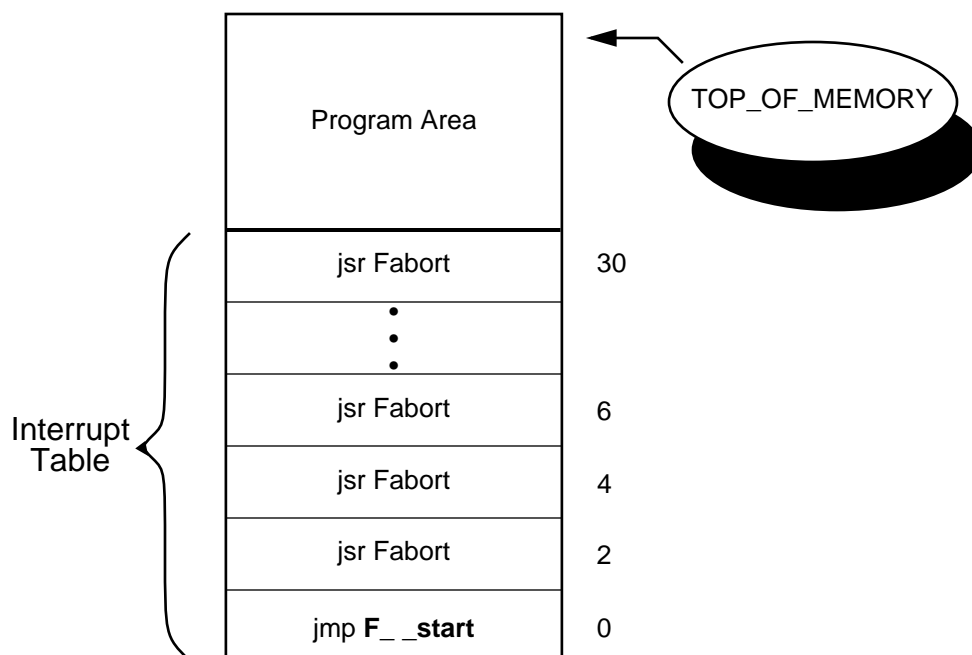 TOP_OF_MEMORY
Program Area
jsr Fabort 30
jsr Fabort 6
Interrupt
Table
jsr Fabort 4
jsr Fabort 2
jmp F_ _start 0